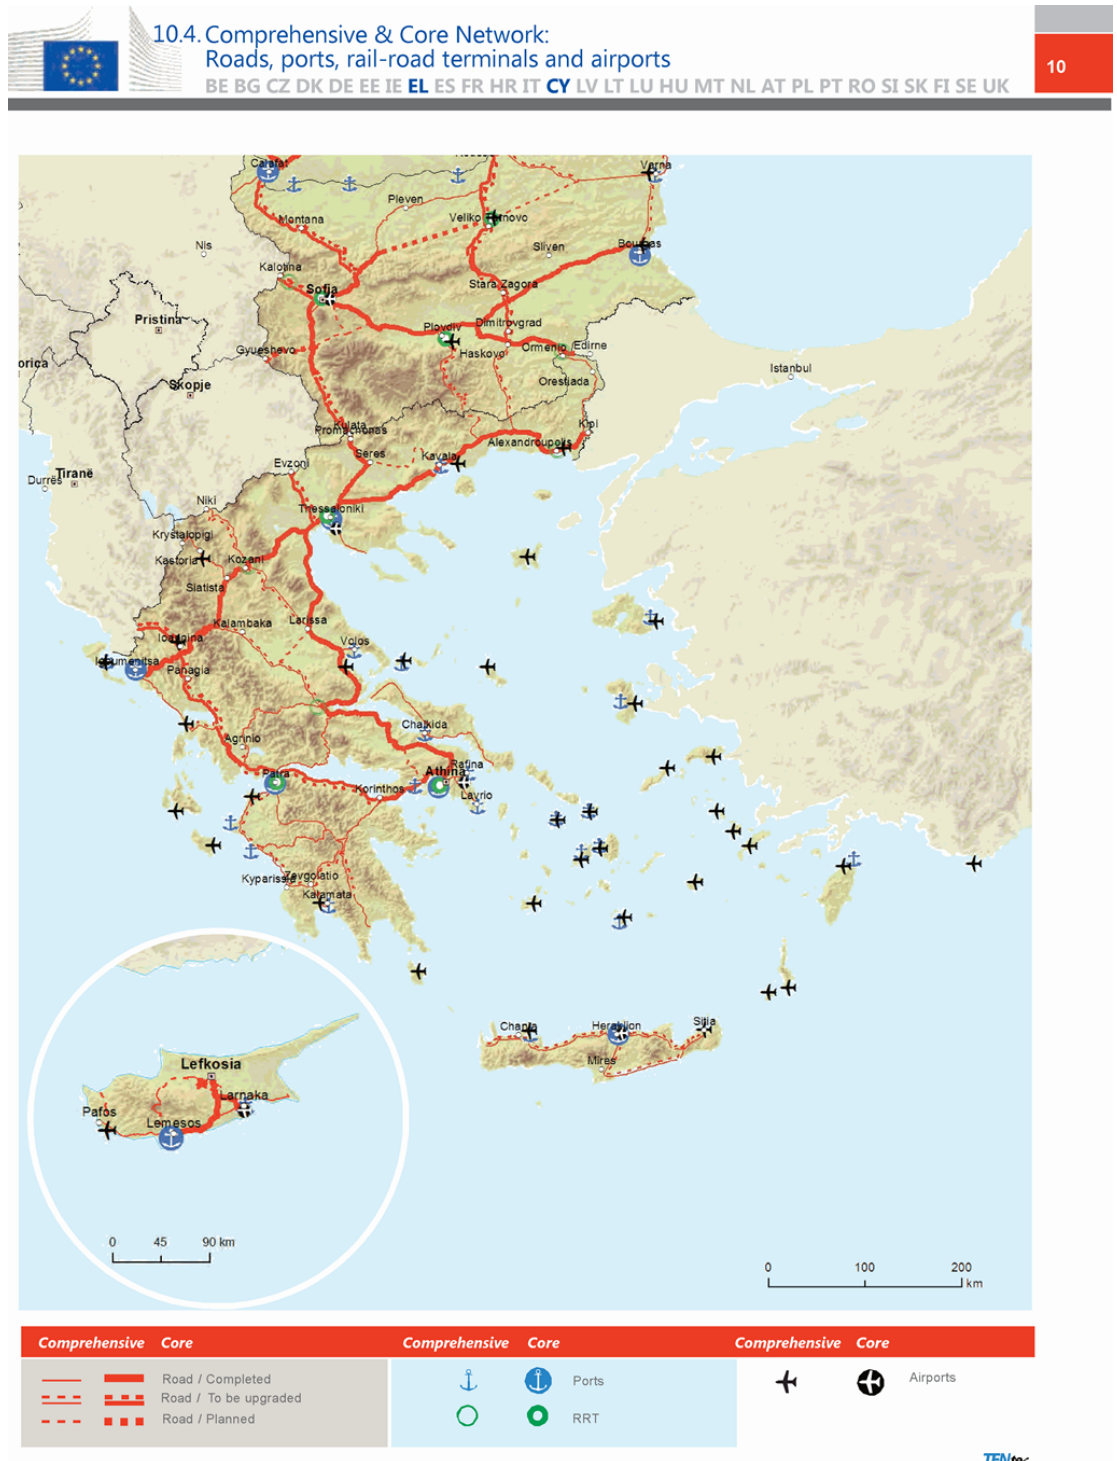 10.4. Comprehensive & Core Network:
Roads, ports, rail-road terminals and airports
BE BG CZ DK DE EE IE EL ES FR HR IT CY LV LT LU HU MT NL AT PL PT RO SI SK FI SE UK
10
Calafat
Varna
Pleven
Montana
Veliko
Nis
Sliven
Bourgas
Kalotina
Sofia
Stara Zagora
Pristina
Plovdiv
Dimitrovgrad
Gyueshevo
Haskovo
Ormenio
Edirne
orica
Istanbul
Skopje
Orestiada
Kulata
Promachonas
Kipi
Alexandroupolis
Seres
Kavala
Evzoni
Tiranë
Durrës
Niki
Thessaloniki
Krystalopigi
Kastoria
Kozani
Siatista
Kalambaka
Larissa
Ioannina
Volos
Igoumenitsa
Panagia
Chalkida
Agrinio
Rafina
Athina
Patra
Korinthos
Lavrio
Kyparissia
Zevgolatio
Kalamata
Chania
Heraklion
Sitia
Mires
Lefkosia
Larnaka
Pafos
Lemesos
0 45 90 km
0 100 200
km
Comprehensive Core
Comprehensive Core
Comprehensive Core
Road / Completed
Road / To be upgraded
Road / Planned
Ports
RRT
Airports